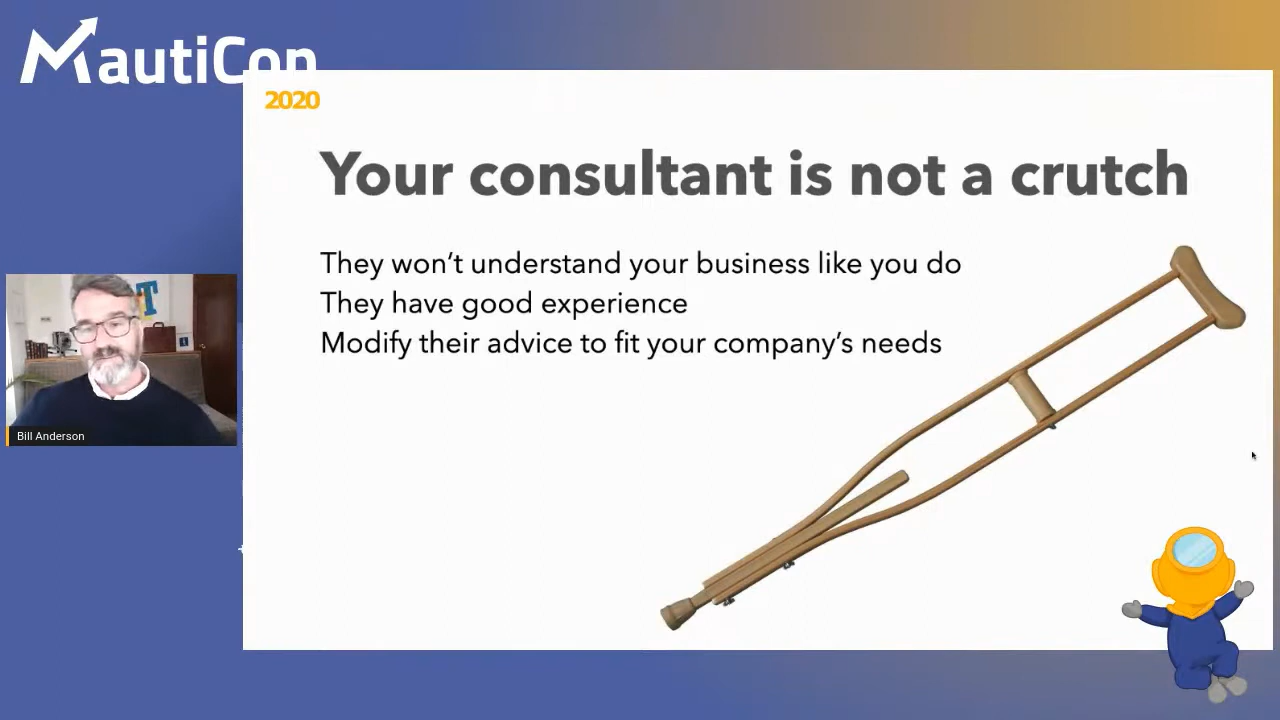 MautiCon
2020
Your consultant is not a crutch
They won't understand your business like you do
They have good experience
Modify their advice to fit your company's needs
Bill Anderson